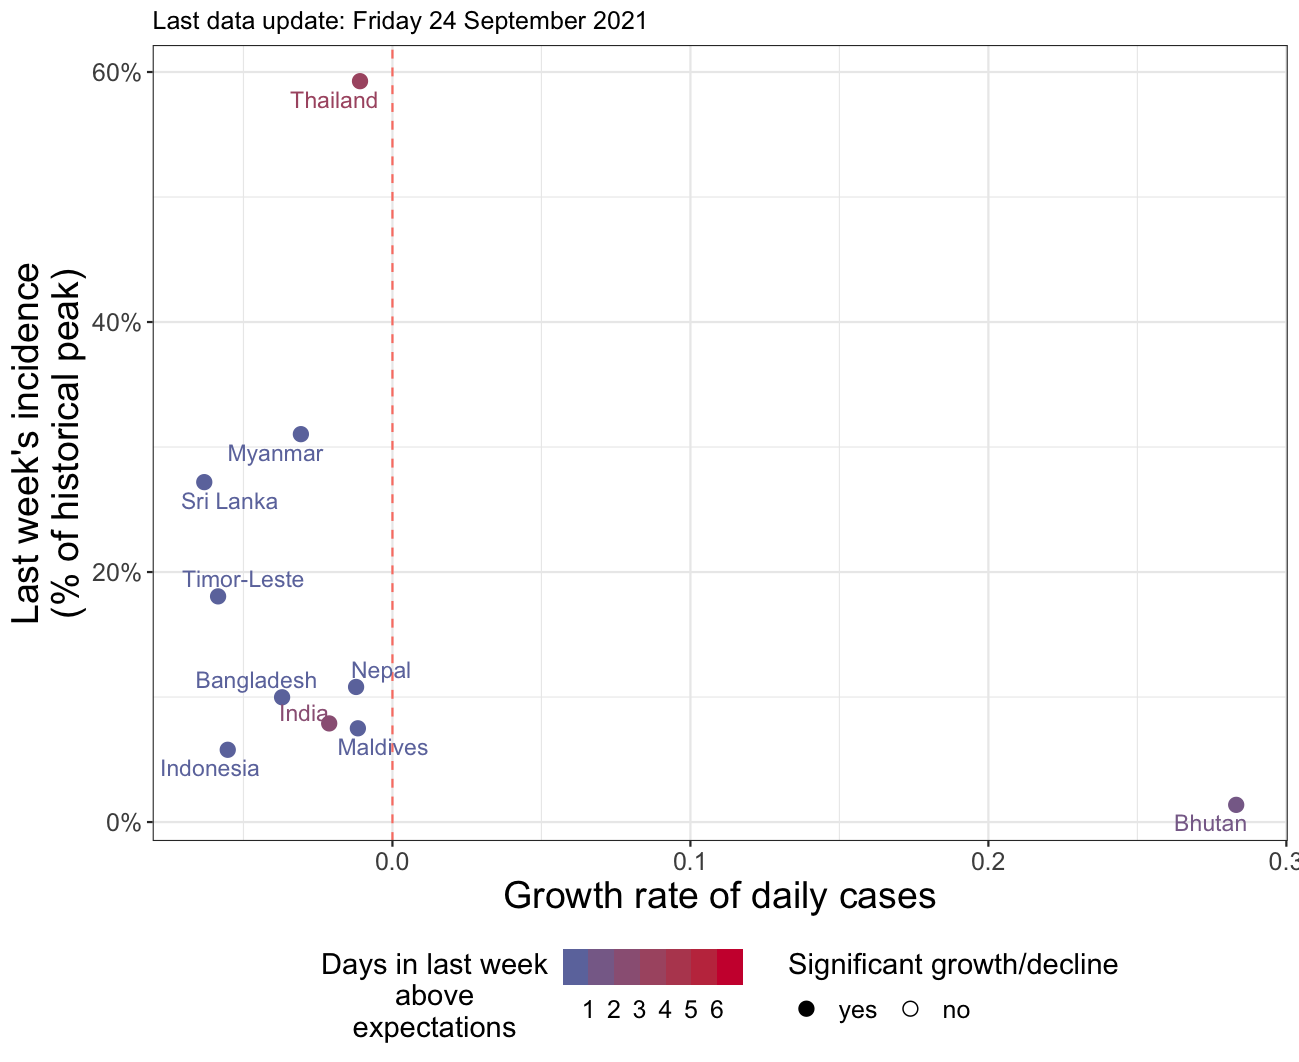 Last data update: Friday 24 September 2021
Last week's incidence
(% of historical peak)
60%
40%
20%
0%
Thailand
Myanmar
Sri Lanka
Timor-Leste
Nepal
Bangladesh
India
Maldives
Indonesia
Bhutan
0.0 0.1 0.2 0.3
Growth rate of daily cases
Days in last week
above
expectations
1 2 3 4 5 6
Significant growth/decline
yes no